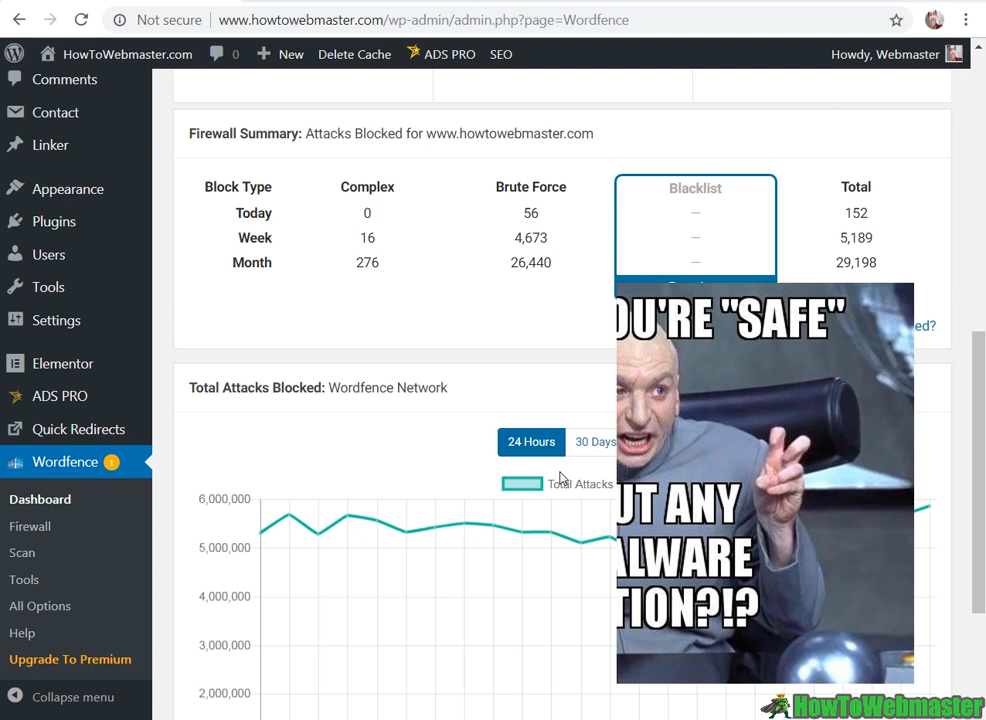 Not secure www.howtowebmaster.com/wp-admin/admin.php?page=Wordfence
HowToWebmaster.com 0 New Delete Cache ADS PRO SEO Howdy, Webmaster
Comments
Contact
Linker
Appearance
Plugins
Users
Tools
Settings
Elementor
ADS PRO
Quick Redirects
Wordfence 1
Dashboard
Firewall
Scan
Tools
All Options
Help
Upgrade To Premium
Collapse menu
Firewall Summary: Attacks Blocked for www.howtowebmaster.com
Block Type Complex Brute Force Blacklist Total
Today 0 56 — 152
Week 16 4,673 — 5,189
Month 276 26,440 — 29,198
ed?
Total Attacks Blocked: Wordfence Network
24 Hours 30 Days
Total Attacks
6,000,000
5,000,000
4,000,000
3,000,000
2,000,000
OU'RE "SAFE"
UT ANY
ALWARE
TION?!?
HowToWebmaster